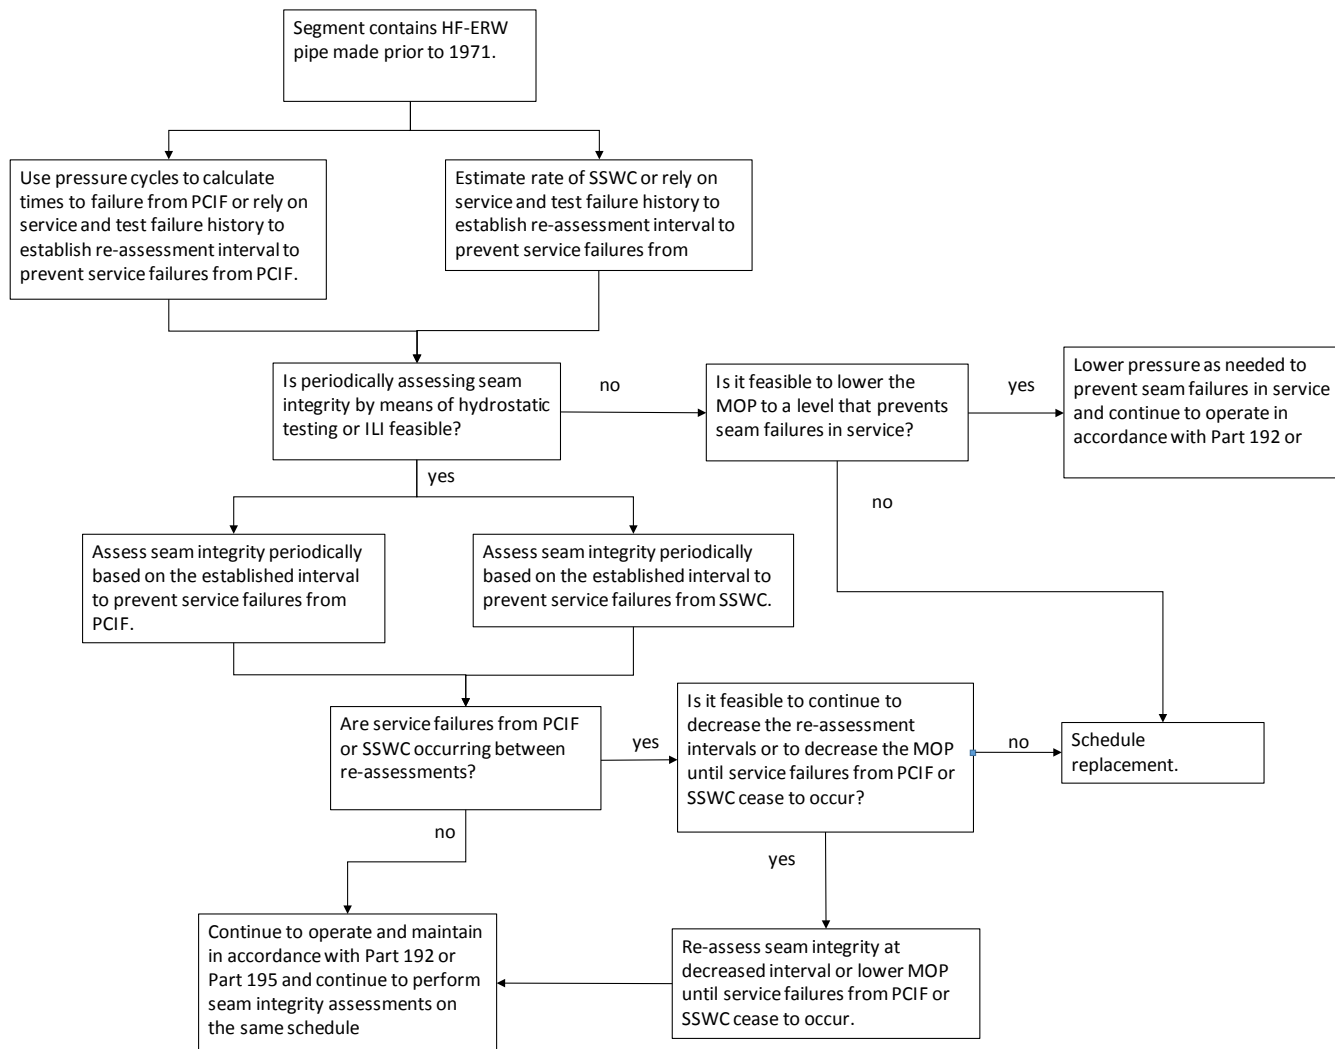 Segment contains HF-ERW
pipe made prior to 1971.
Use pressure cycles to calculate
times to failure from PCIF or rely on
service and test failure history to
establish re-assessment interval to
prevent service failures from PCIF.
Estimate rate of SSWC or rely on
service and test failure history to
establish re-assessment interval to
prevent service failures from
Is periodically assessing seam
integrity by means of hydrostatic
testing or ILI feasible?
no
Is it feasible to lower the
MOP to a level that prevents
seam failures in service?
yes
Lower pressure as needed to
prevent seam failures in service
and continue to operate in
accordance with Part 192 or
yes
no
Assess seam integrity periodically
based on the established interval
to prevent service failures from
PCIF.
Assess seam integrity periodically
based on the established interval to
prevent service failures from SSWC.
Are service failures from PCIF
or SSWC occurring between
re-assessments?
yes
Is it feasible to continue to
decrease the re-assessment
intervals or to decrease the MOP
until service failures from PCIF or
SSWC cease to occur?
no
Schedule
replacement.
no
yes
Continue to operate and maintain
in accordance with Part 192 or
Part 195 and continue to perform
seam integrity assessments on
the same schedule
Re-assess seam integrity at
decreased interval or lower MOP
until service failures from PCIF or
SSWC cease to occur.